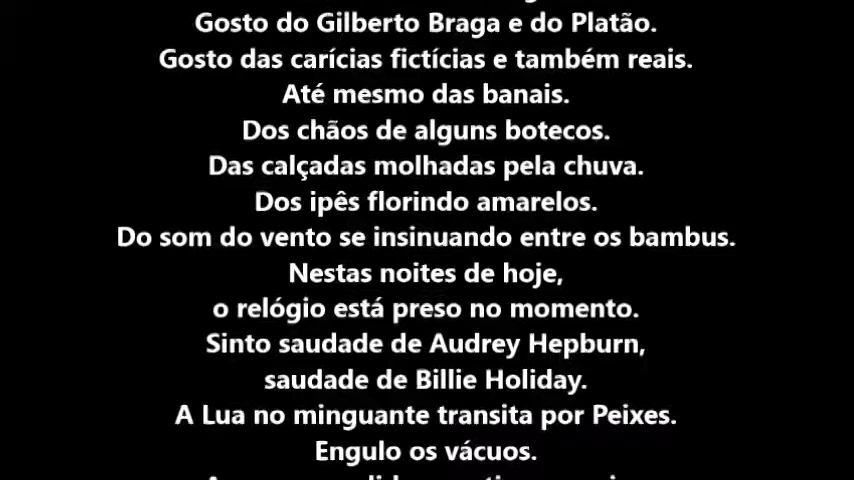 Gosto do Gilberto Braga e do Platão.
Gosto das carícias fictícias e também reais.
Até mesmo das banais.
Dos chãos de alguns botecos.
Das calçadas molhadas pela chuva.
Dos ipês florindo amarelos.
Do som do vento se insinuando entre os bambus.
Nestas noites de hoje,
o relógio está preso no momento.
Sinto saudade de Audrey Hepburn,
saudade de Billie Holiday.
A Lua no minguante transita por Peixes.
Engulo os vácuos.